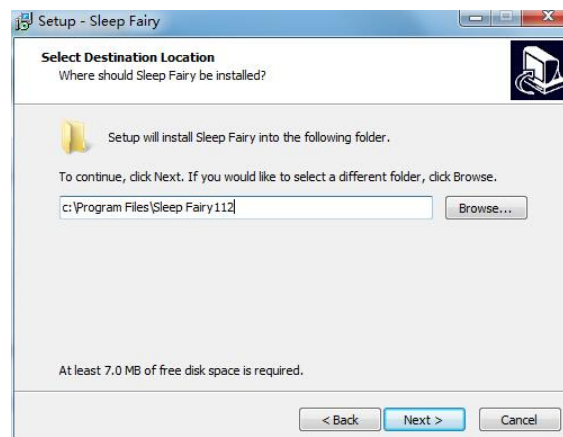 Setup - Sleep Fairy
Select Destination Location
Where should Sleep Fairy be installed?
Setup will install Sleep Fairy into the following folder.
To continue, click Next. If you would like to select a different folder, click Browse.
c:\Program Files\Sleep Fairy112
Browse...
At least 7.0 MB of free disk space is required.
< Back Next > Cancel